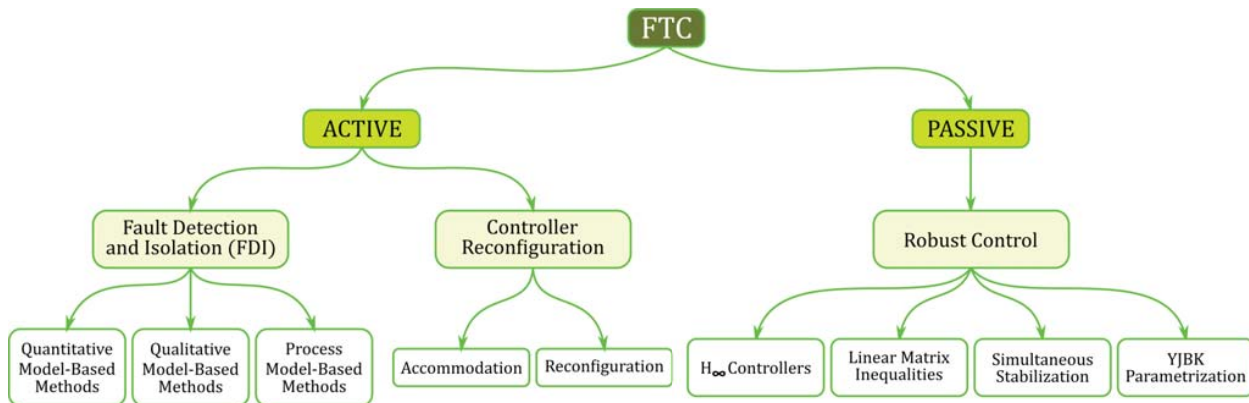 FTC
ACTIVE
PASSIVE
Fault Detection
and Isolation (FDI)
Controller
Reconfiguration
Robust Control
Quantitative
Model-Based
Methods
Qualitative
Model-Based
Methods
Process
Model-Based
Methods
Accommodation
Reconfiguration
H∞ Controllers
Linear Matrix
Inequalities
Simultaneous
Stabilization
YJBK
Parametrization